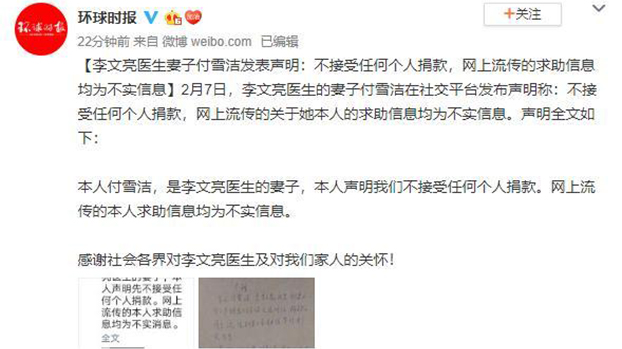 环球时报
+关注
22分钟前 来自 微博 weibo.com 已编辑
【李文亮医生妻子付雪洁发表声明：不接受任何个人捐款，网上流传的求助信息
均为不实信息】2月7日，李文亮医生的妻子付雪洁在社交平台发布声明称：不接
受任何个人捐款，网上流传的关于她本人的求助信息均为不实信息。声明全文如
下：
本人付雪洁，是李文亮医生的妻子，本人声明我们不接受任何个人捐款。网上流
传的本人求助信息均为不实信息。
感谢社会各界对李文亮医生及对我们家人的关怀！
亮医生的妻子，本
人声明先不接受任
何个人捐款。网上
流传的本人求助信
息均为不实消息。
全文